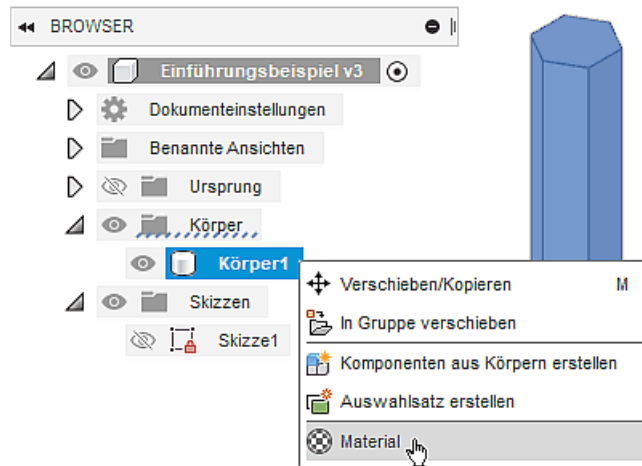 BROWSER
Einführungsbeispiel v3
Dokumenteinstellungen
Benannte Ansichten
Ursprung
Körper
Körper1
Verschieben/Kopieren M
Skizzen
In Gruppe verschieben
Skizze1
Komponenten aus Körpern erstellen
Auswahlsatz erstellen
Material